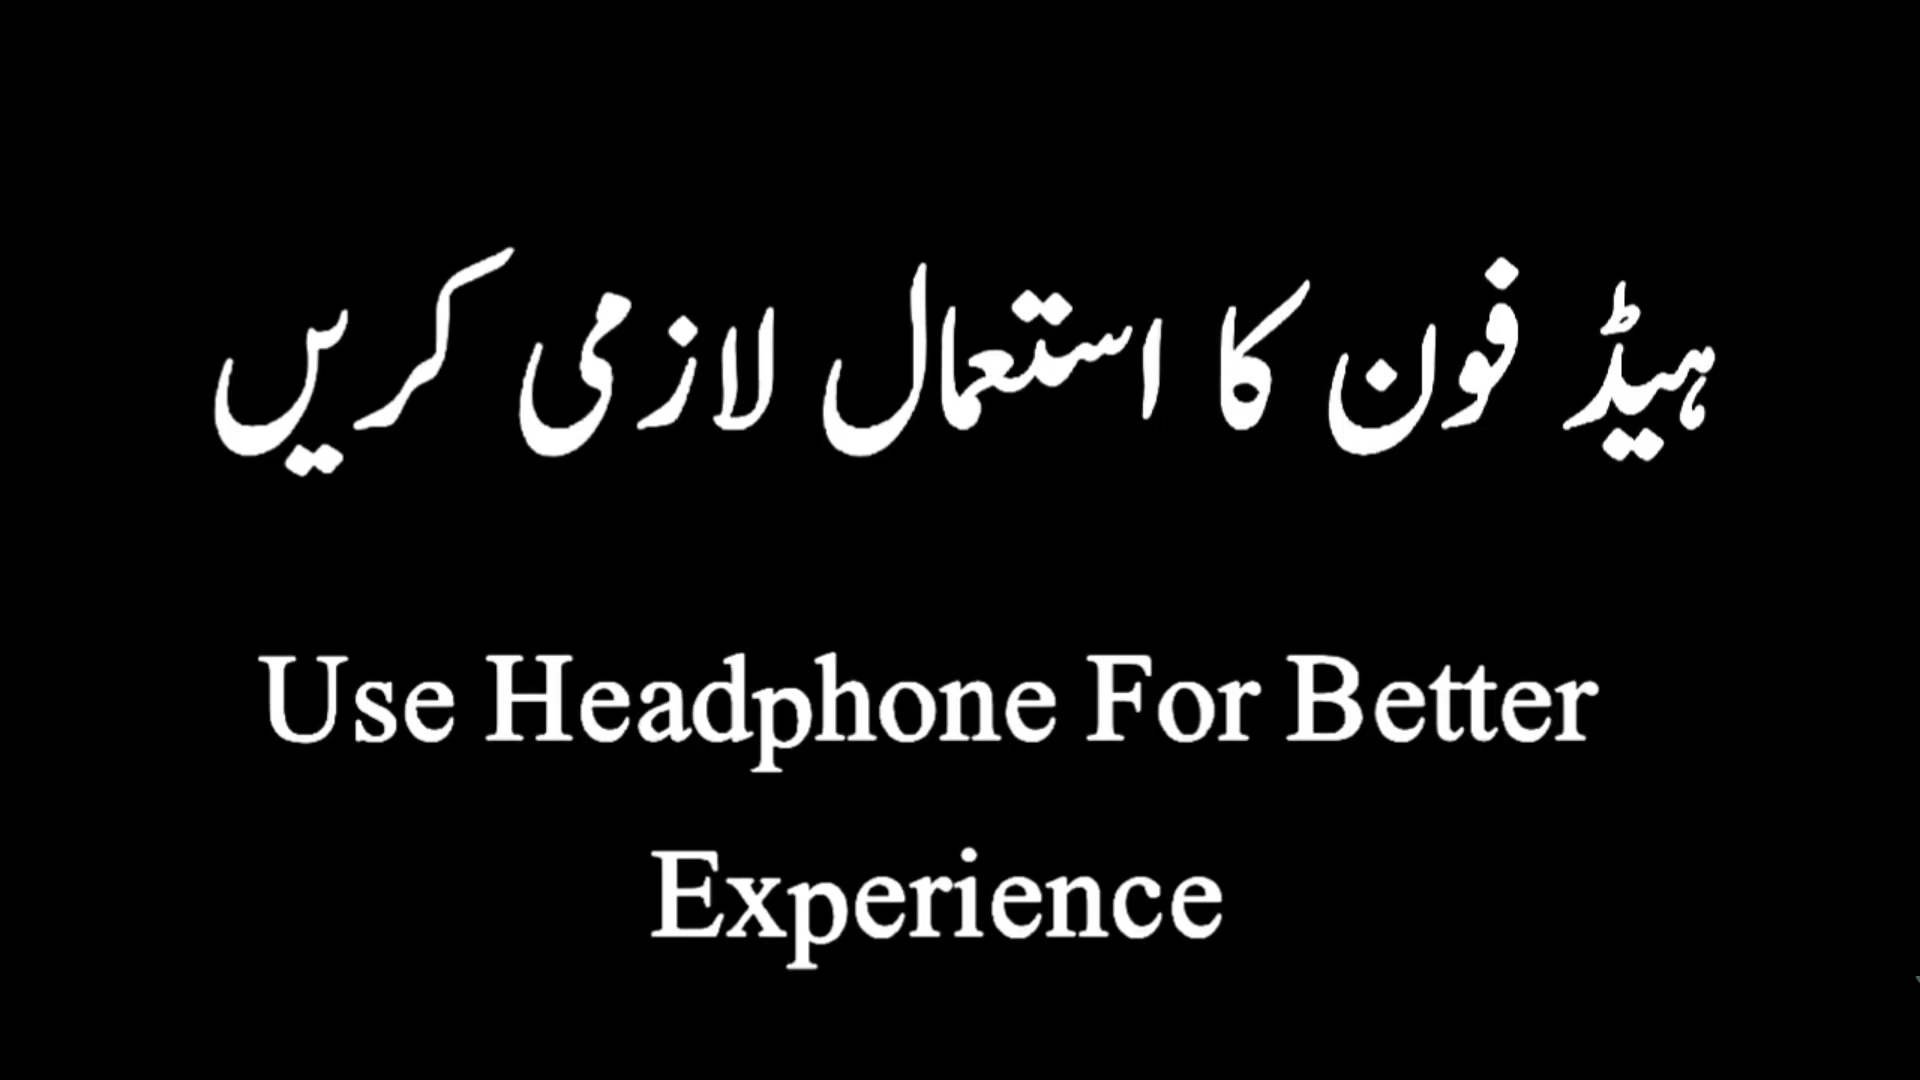 ہیڈ فون کا استعمال لازمی کریں
Use Headphone For Better
Experience